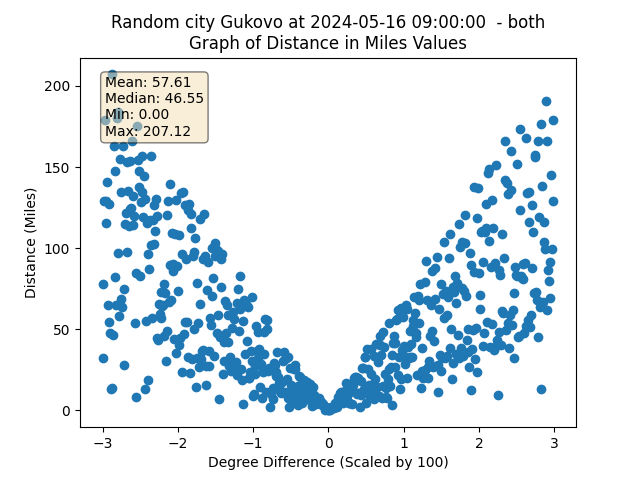 Random city Gukovo at 2024-05-16 09:00:00  - both
Graph of Distance in Miles Values
Mean: 57.61
Median: 46.55
Min: 0.00
Max: 207.12
200
150
100
50
0
Distance (Miles)
−3 −2 −1 0 1 2 3
Degree Difference (Scaled by 100)